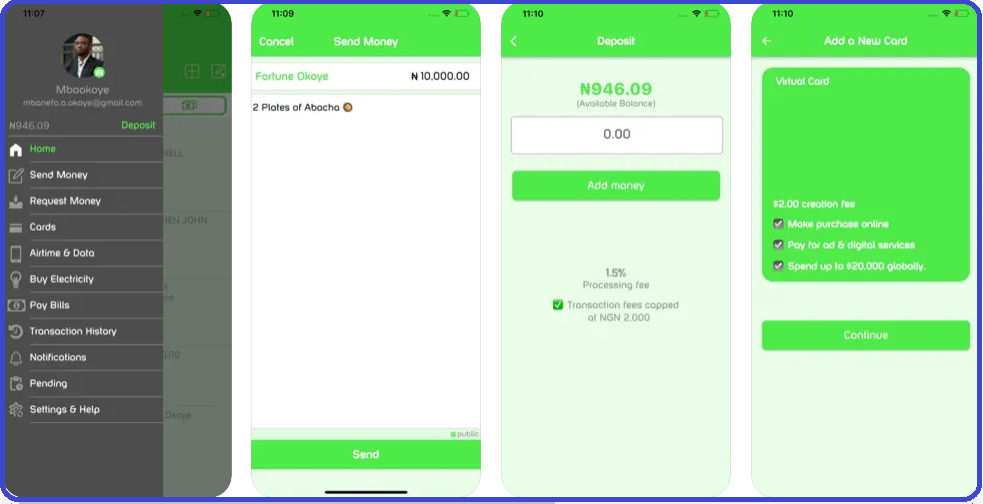 11:07
Mbaokoye
mbanefo.o.okoye@gmail.com
₦946.09 Deposit
Home
Send Money
Request Money
Cards
Airtime & Data
Buy Electricity
Pay Bills
Transaction History
Notifications
Pending
Settings & Help
NELL
HEN JOHN
Okoye
11:09
Cancel Send Money
Fortune Okoye ₦ 10,000.00
2 Plates of Abacha
public
Send
11:10
Deposit
₦946.09
(Available Balance)
0.00
Add money
1.5%
Processing fee
Transaction fees capped
at NGN 2,000
11:10
Add a New Card
Virtual Card
$2.00 creation fee
Make purchase online
Pay for ad & digital services
Spend up to $20,000 globally.
Continue